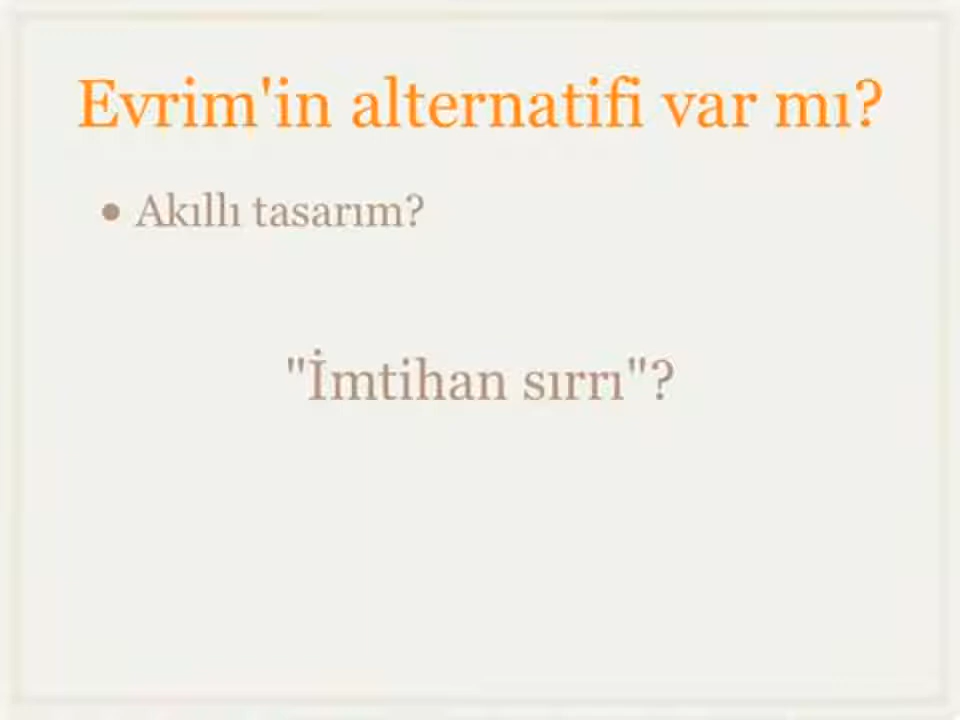 Evrim'in alternatifi var mı?
• Akıllı tasarım?
"İmtihan sırrı"?